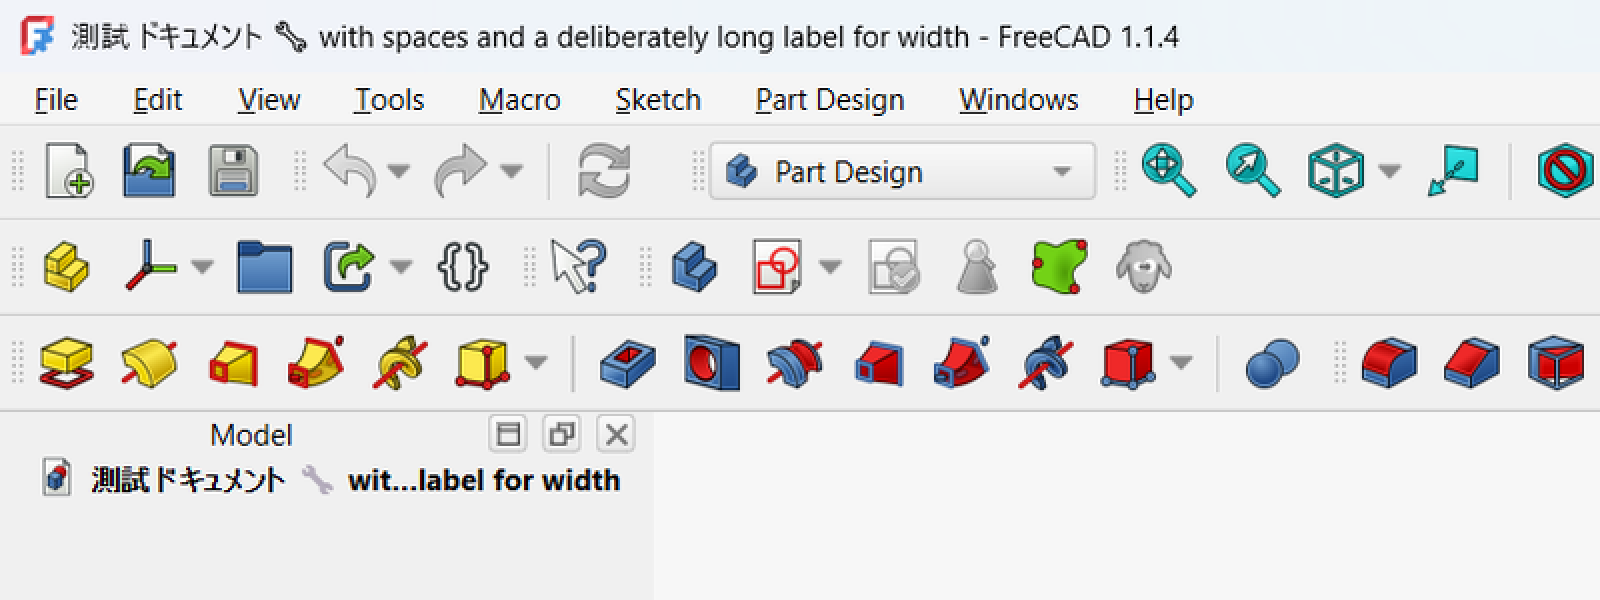 測試 ドキュメント 🔧 with spaces and a deliberately long label for width - FreeCAD 1.1.4
File Edit View Tools Macro Sketch Part Design Windows Help
Part Design
Model
測試 ドキュメント 🔧 wit...label for width